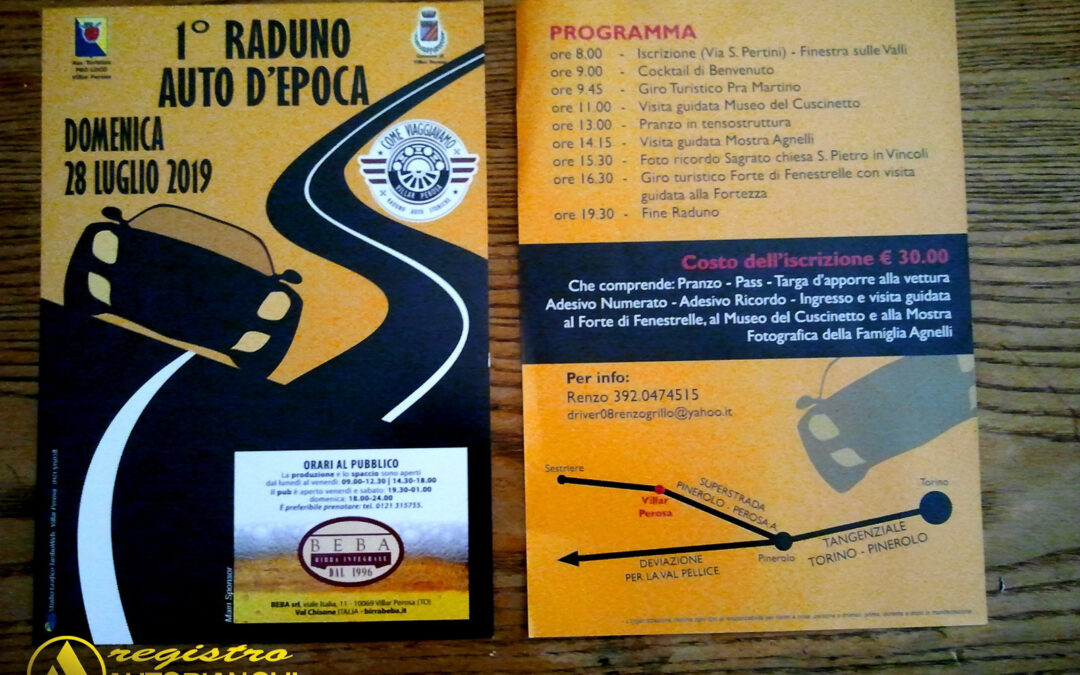 1° RADUNO
AUTO D'EPOCA
Ass. Turistica
PRO LOCO
Villar Perosa
Comune di
Villar Perosa
DOMENICA
28 LUGLIO 2019
COME VIAGGIAVAMO
VILLAR PEROSA
RADUNO AUTO STORICHE
ORARI AL PUBBLICO
La produzione e lo spaccio sono aperti
dal lunedì al venerdì: 09.00-12.30 | 14.30-18.00
Il pub è aperto venerdì e sabato: 19.30-01.00
domenica: 18.00-24.00
È preferibile prenotare: tel. 0121 315755.
BEBA
BIRRA INTEGRALE
DAL 1996
BEBA srl, viale Italia, 11 - 10069 Villar Perosa (TO)
Val Chisone ITALIA - birrabeba.it
Main Sponsor
registro
PROGRAMMA
ore 8.00 - Iscrizione (Via S. Pertini) - Finestra sulle Valli
ore 9.00 - Cocktail di Benvenuto
ore 9.45 - Giro Turistico Pra Martino
ore 11.00 - Visita guidata Museo del Cuscinetto
ore 13.00 - Pranzo in tensostruttura
ore 14.15 - Visita guidata Mostra Agnelli
ore 15.30 - Foto ricordo Sagrato chiesa S. Pietro in Vincoli
ore 16.30 - Giro turistico Forte di Fenestrelle con visita
guidata alla Fortezza
ore 19.30 - Fine Raduno
Costo dell'iscrizione € 30.00
Che comprende: Pranzo - Pass - Targa d'apporre alla vettura
Adesivo Numerato - Adesivo Ricordo - Ingresso e visita guidata
al Forte di Fenestrelle, al Museo del Cuscinetto e alla Mostra
Fotografica della Famiglia Agnelli
Per info:
Renzo 392.0474515
driver08renzogrillo@yahoo.it
Sestriere
Villar
Perosa
SUPERSTRADA
PINEROLO - PEROSA A.
Torino
Pinerolo
TANGENZIALE
TORINO - PINEROLO
DEVIAZIONE
PER LA VAL PELLICE